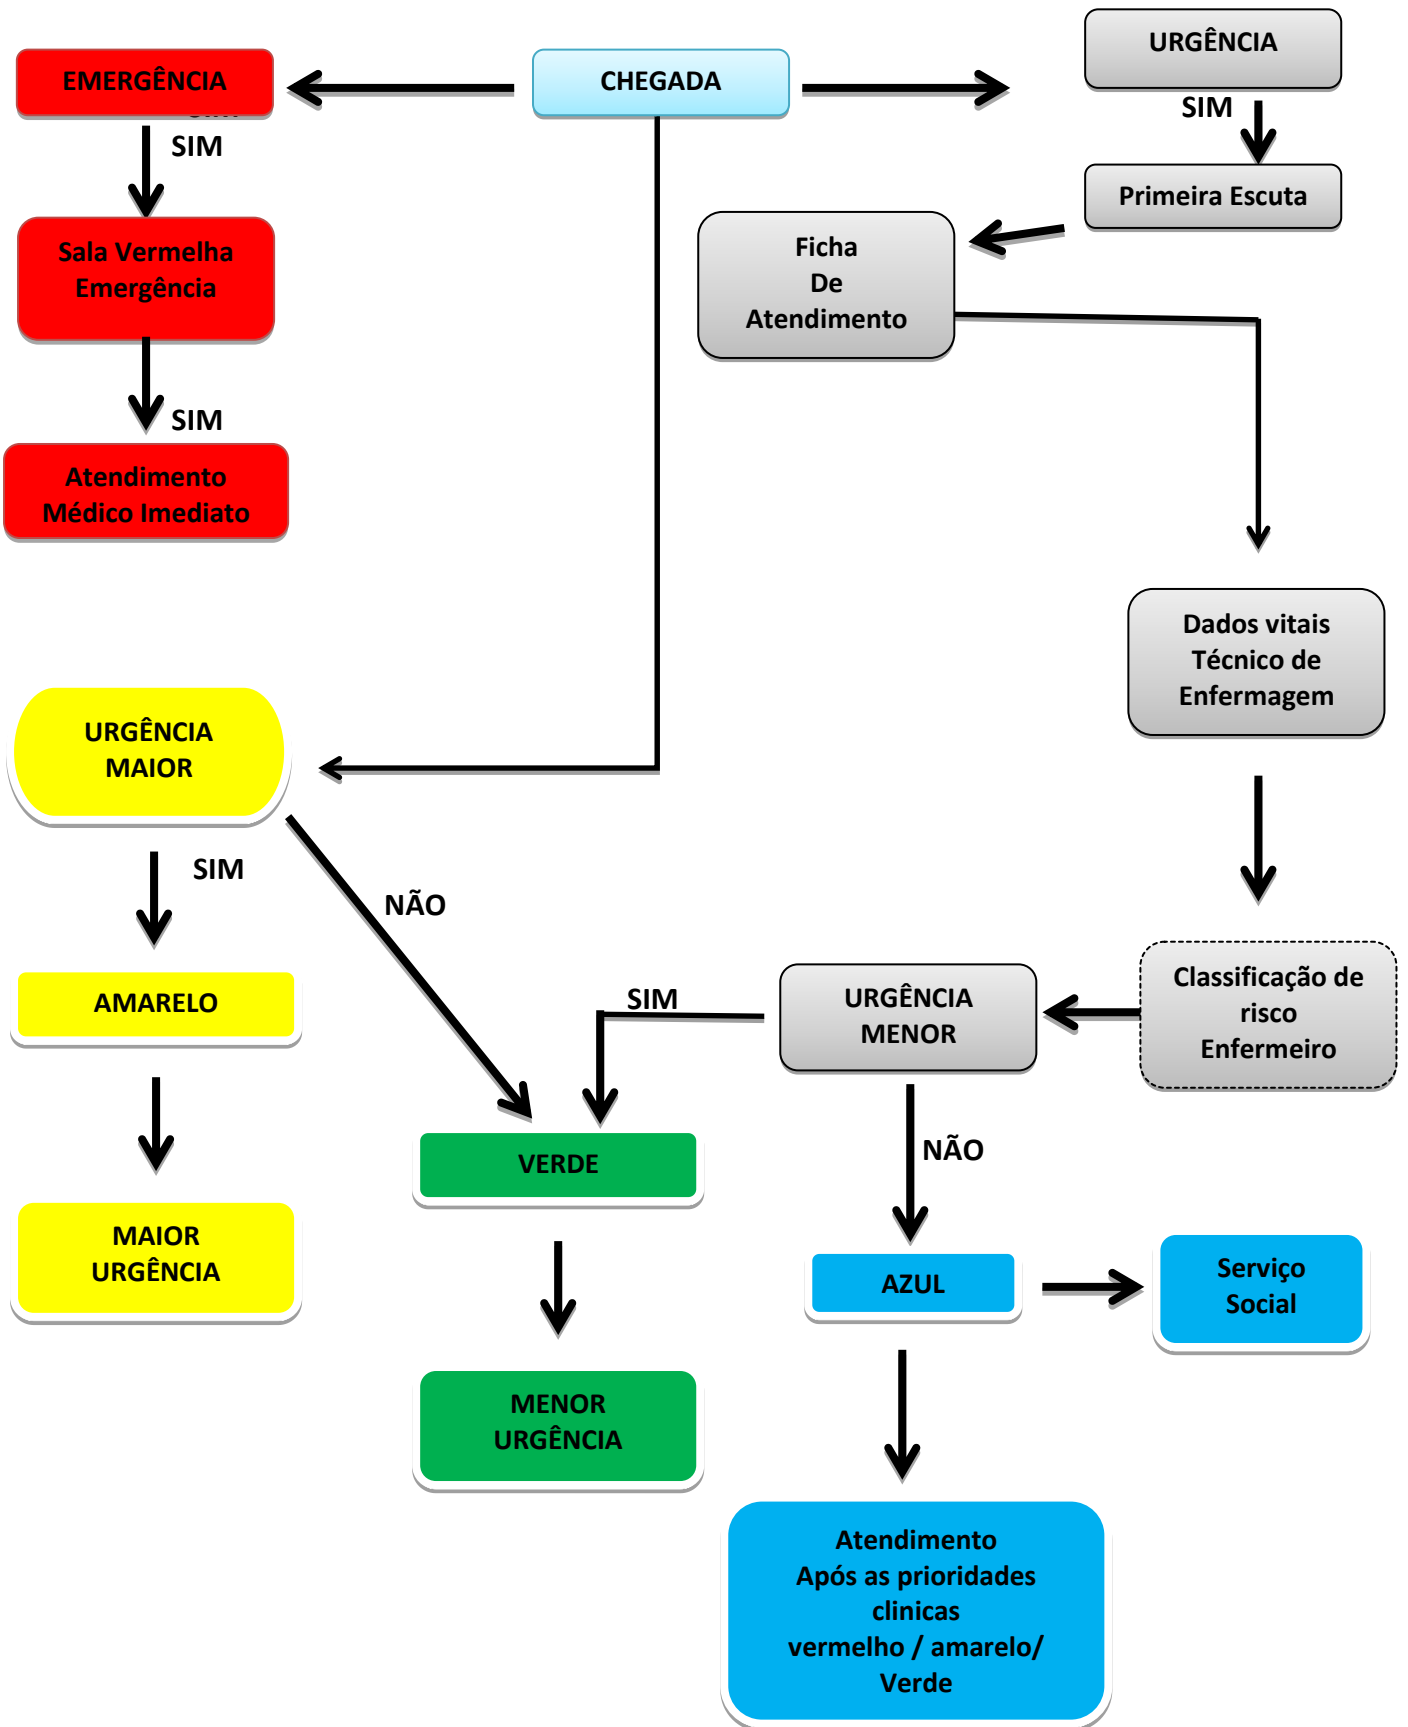 URGÊNCIA
EMERGÊNCIA
CHEGADA
SIM
SIM
SIM
Primeira Escuta
Ficha
De
Atendimento
Sala Vermelha
Emergência
SIM
Atendimento
Médico Imediato
Dados vitais
Técnico de
Enfermagem
URGÊNCIA
MAIOR
SIM
NÃO
AMARELO
SIM
URGÊNCIA
MENOR
Classificação de
risco
Enfermeiro
VERDE
NÃO
MAIOR
URGÊNCIA
AZUL
Serviço
Social
MENOR
URGÊNCIA
Atendimento
Após as prioridades
clinicas
vermelho / amarelo/
Verde